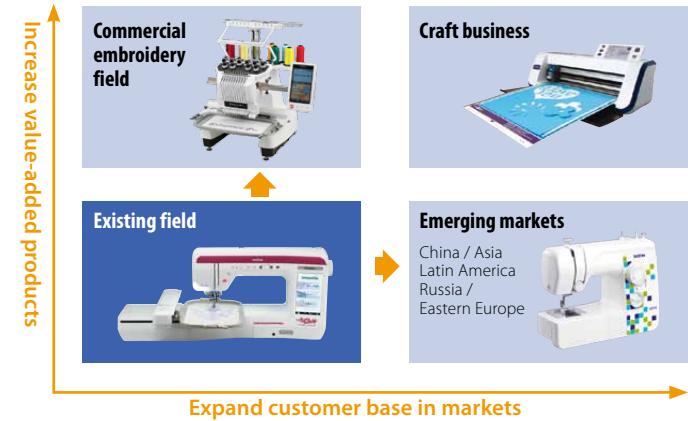 Increase value-added products
Commercial
embroidery
field
Craft business
Existing field
Emerging markets
China / Asia
Latin America
Russia /
Eastern Europe
brother
Expand customer base in markets